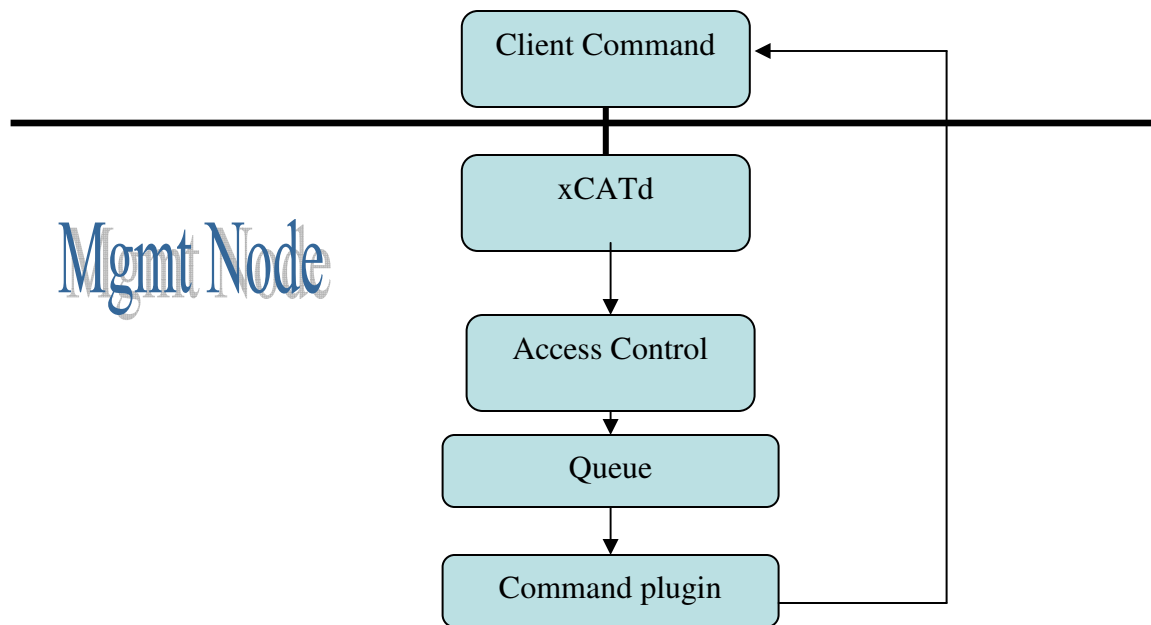 Client Command
xCATd
Mgmt Node
Access Control
Queue
Command plugin